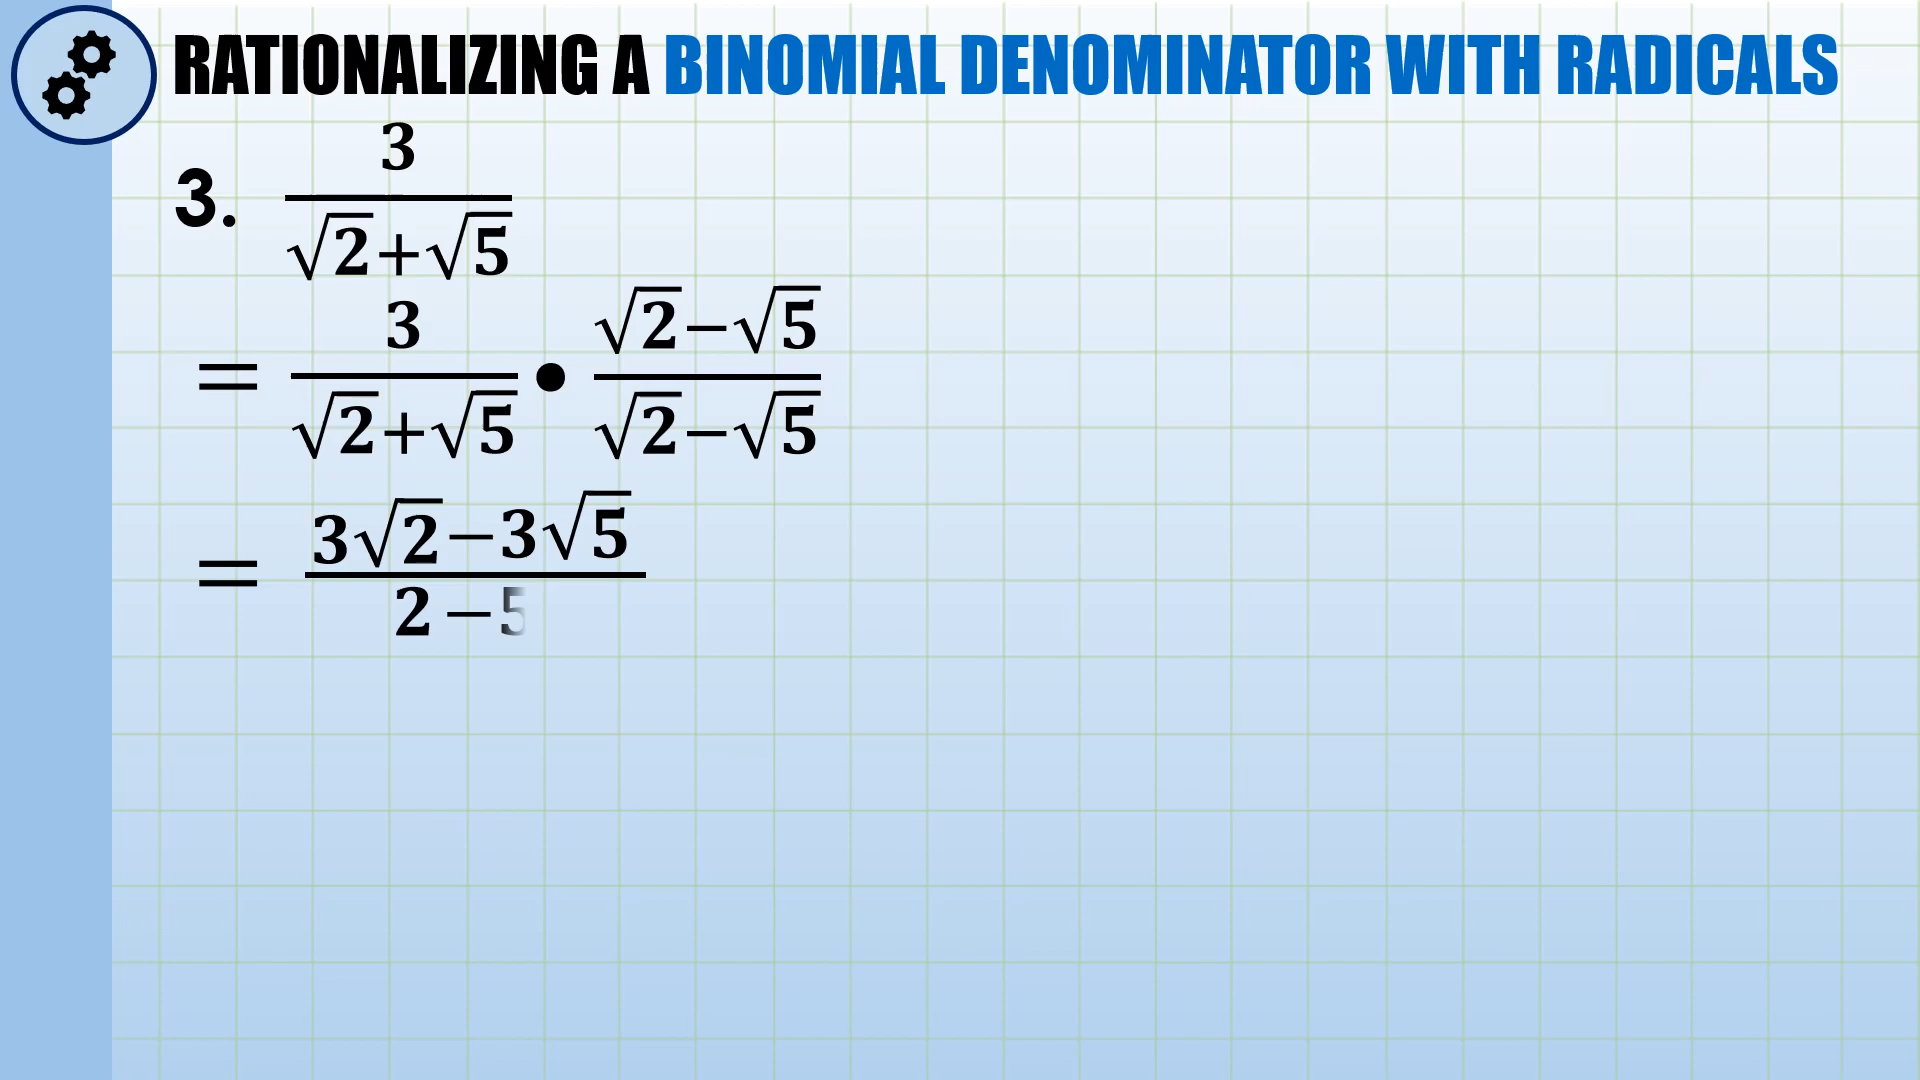 RATIONALIZING A BINOMIAL DENOMINATOR WITH RADICALS
3. 3
√2+√5
= 3/(√2+√5) • (√2−√5)/(√2−√5)
= (3√2−3√5)/(2−5)